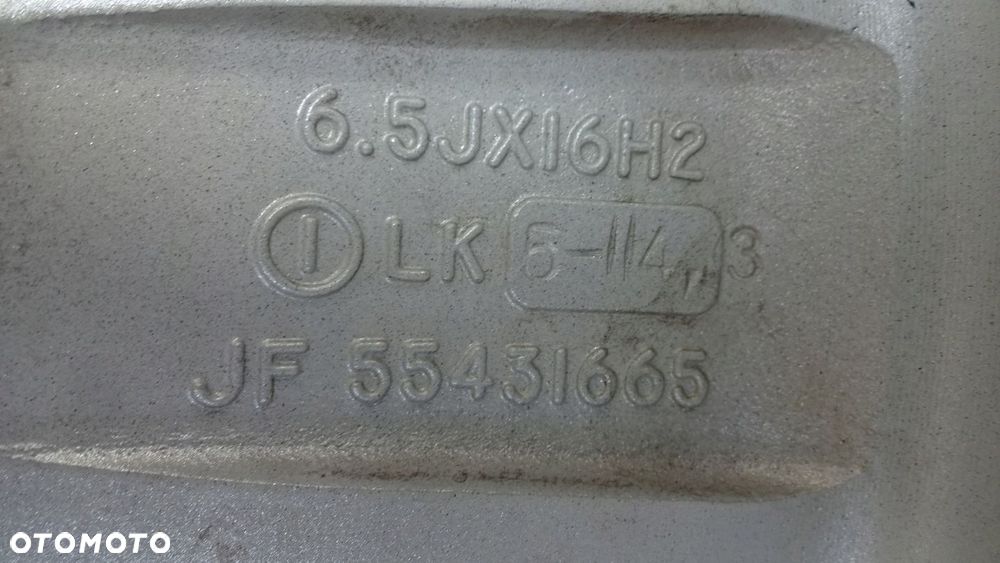 6.5JX16H2
I LK 5-114,3
JF 55431665
OTOMOTO